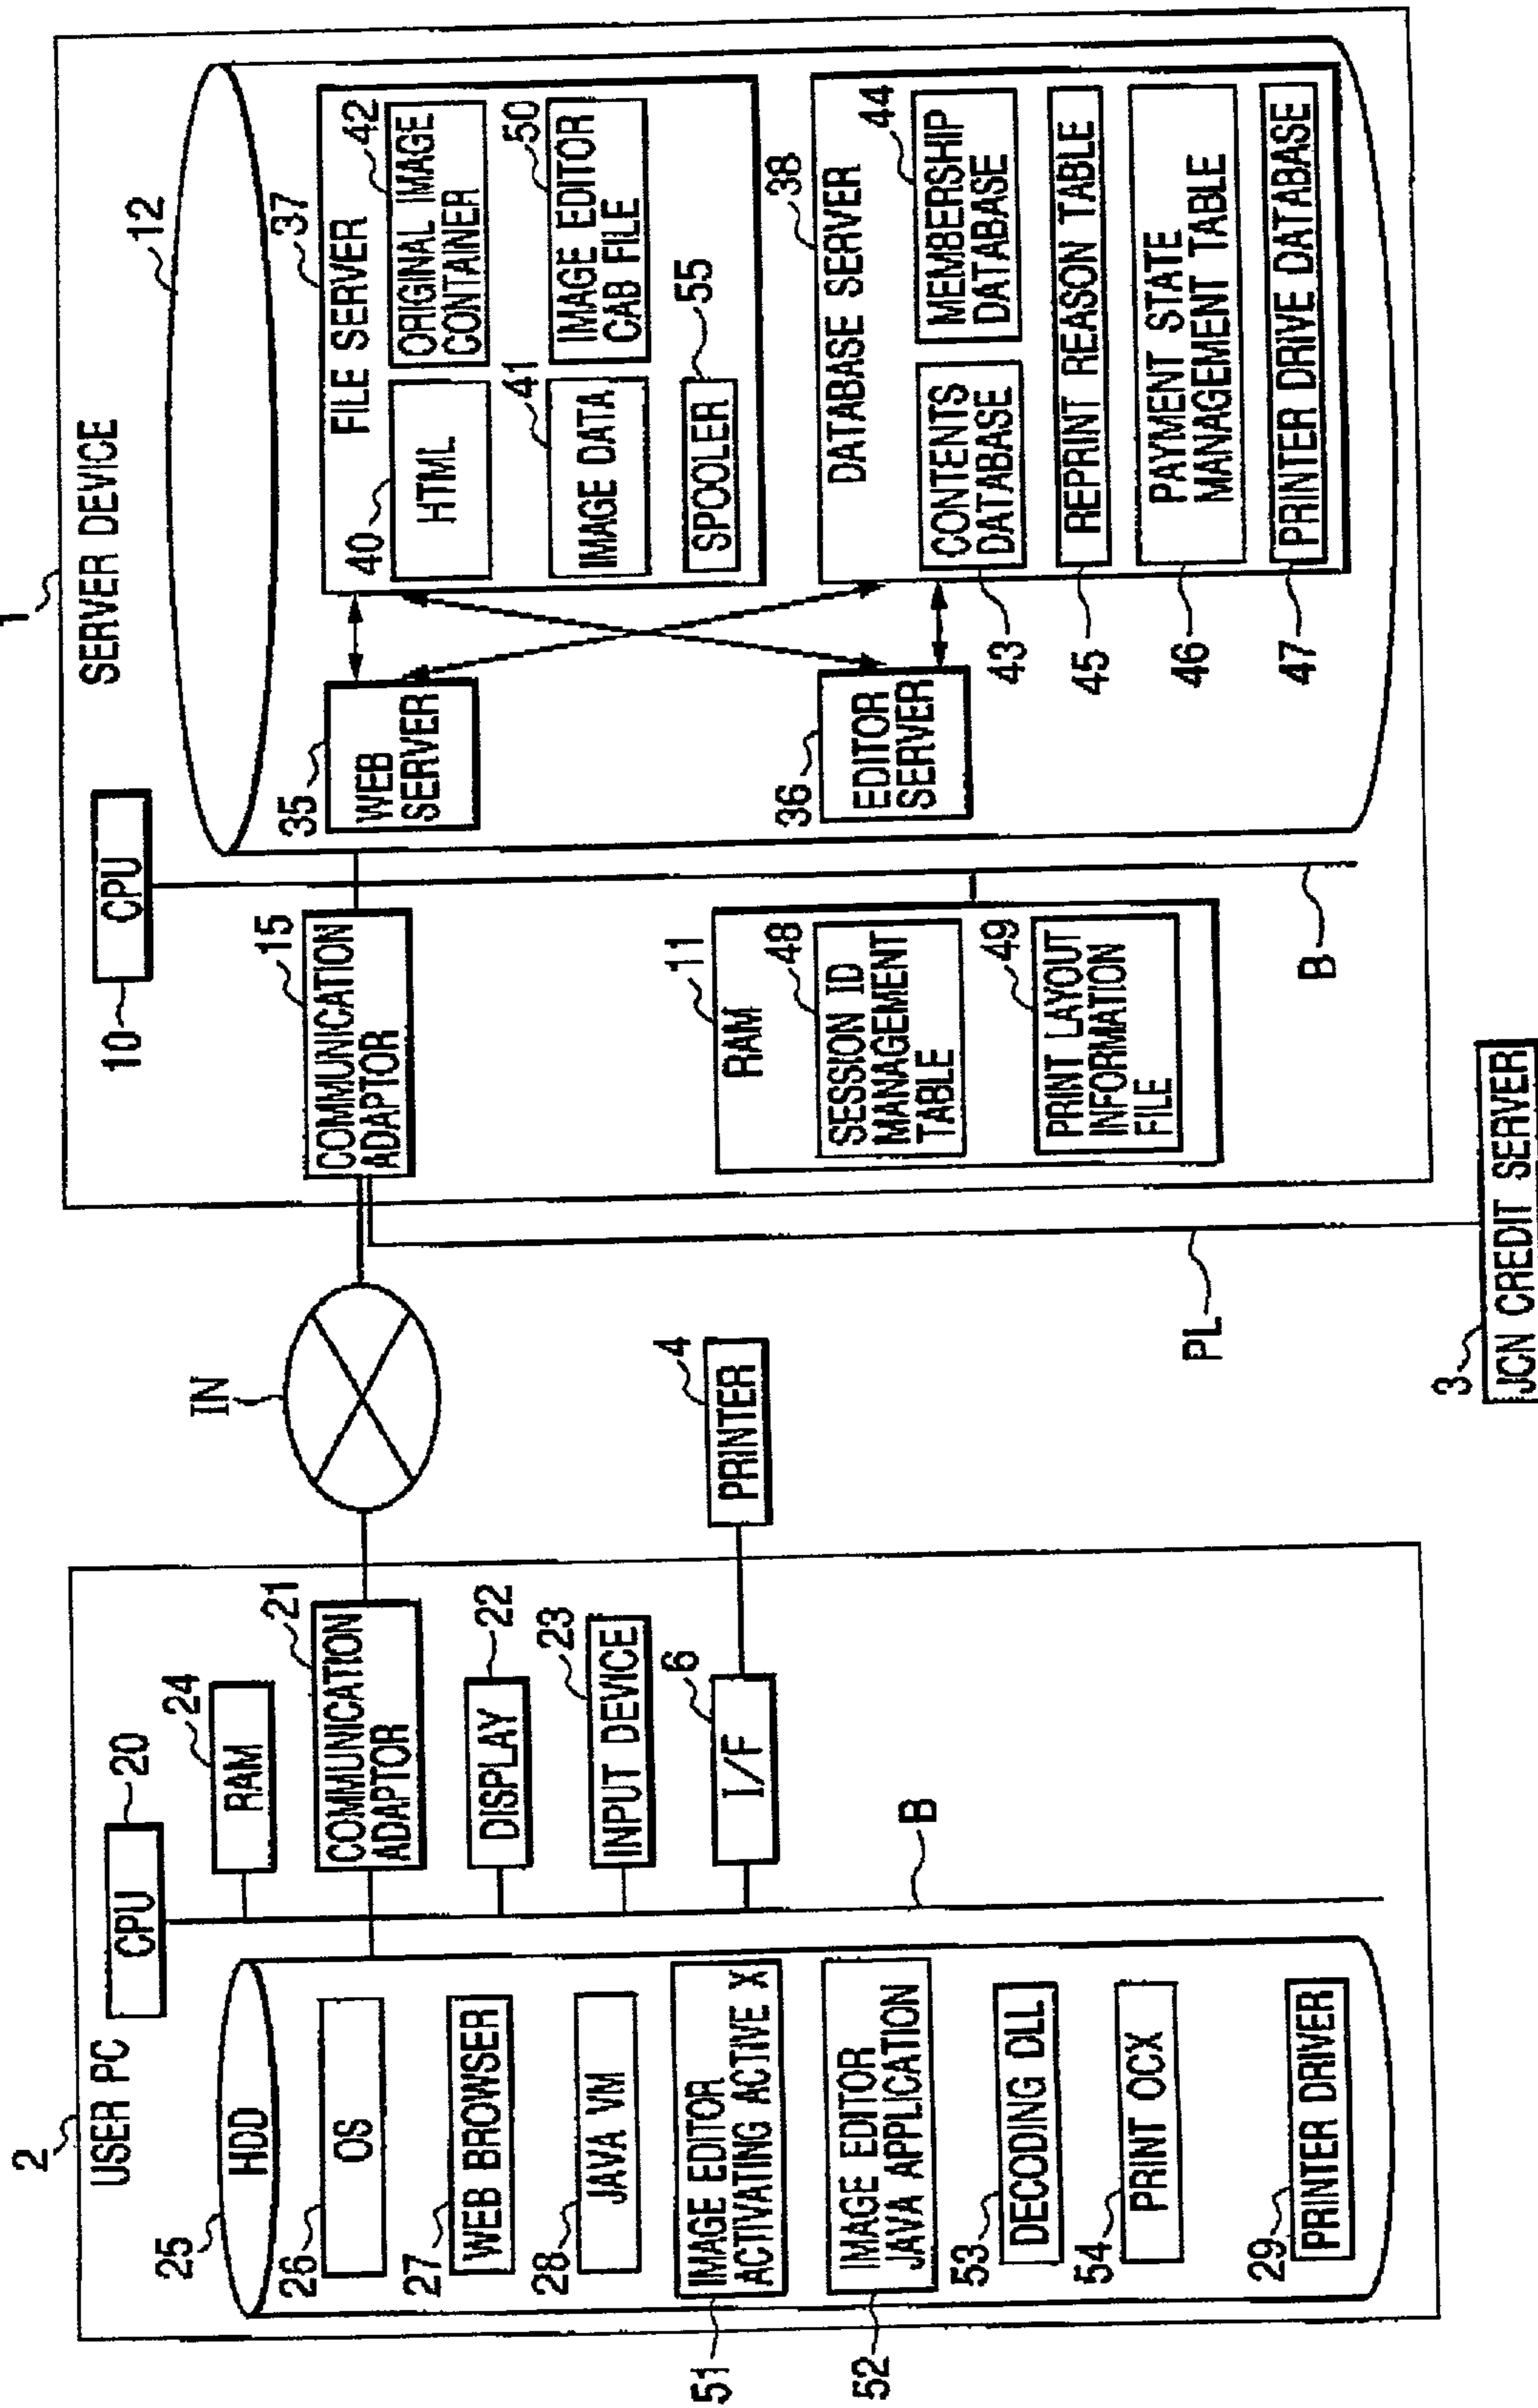 2
USER PC
CPU
20
25
HDD
26
OS
27
WEB BROWSER
28
JAVA VM
51
IMAGE EDITOR
ACTIVATING ACTIVE X
52
IMAGE EDITOR
JAVA APPLICATION
53
DECODING DLL
54
PRINT OCX
29
PRINTER DRIVER
24
RAM
21
COMMUNICATION
ADAPTOR
22
DISPLAY
23
INPUT DEVICE
6
I/F
B
4
PRINTER
IN
PL
3
JCN CREDIT SERVER
1
SERVER DEVICE
10
CPU
15
COMMUNICATION
ADAPTOR
11
RAM
48
SESSION ID
MANAGEMENT
TABLE
49
PRINT LAYOUT
INFORMATION
FILE
B
12
35
WEB
SERVER
36
EDITOR
SERVER
37
FILE SERVER
40
HTML
42
ORIGINAL IMAGE
CONTAINER
41
IMAGE DATA
50
IMAGE EDITOR
CAB FILE
55
SPOOLER
38
DATABASE SERVER
43
CONTENTS
DATABASE
44
MEMBERSHIP
DATABASE
45
REPRINT REASON TABLE
46
PAYMENT STATE
MANAGEMENT TABLE
47
PRINTER DRIVE DATABASE